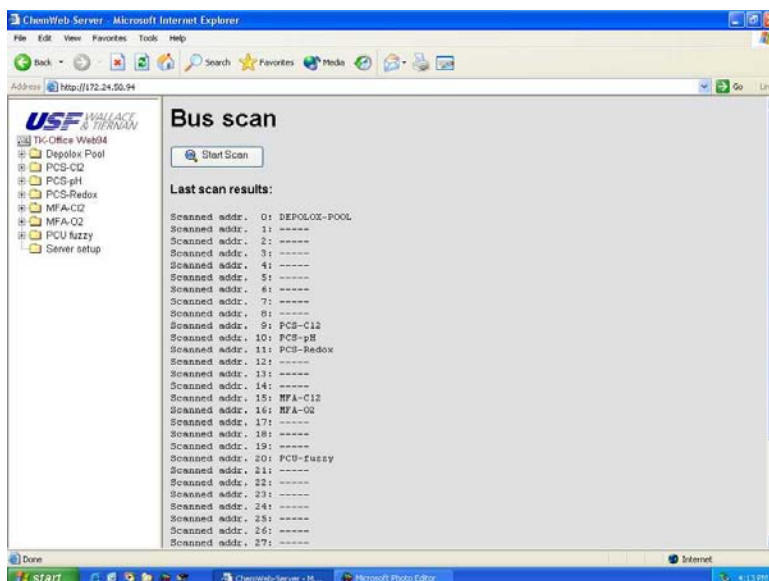 ChemWeb-Server - Microsoft Internet Explorer
File Edit View Favorites Tools Help
Back Search Favorites Media
Address http://172.24.50.94 Go
USF WALLACE & TIERNAN
TK-Office Web94
Depolox Pool
PCS-Cl2
PCS-pH
PCS-Redox
MFA-Cl2
MFA-O2
PCU fuzzy
Server setup
Bus scan
Start Scan
Last scan results:
Scanned addr. 0: DEPOLOX-POOL
Scanned addr. 1: -----
Scanned addr. 2: -----
Scanned addr. 3: -----
Scanned addr. 4: -----
Scanned addr. 5: -----
Scanned addr. 6: -----
Scanned addr. 7: -----
Scanned addr. 8: -----
Scanned addr. 9: PCS-Cl2
Scanned addr. 10: PCS-pH
Scanned addr. 11: PCS-Redox
Scanned addr. 12: -----
Scanned addr. 13: -----
Scanned addr. 14: -----
Scanned addr. 15: MFA-Cl2
Scanned addr. 16: MFA-O2
Scanned addr. 17: -----
Scanned addr. 18: -----
Scanned addr. 19: -----
Scanned addr. 20: PCU-fuzzy
Scanned addr. 21: -----
Scanned addr. 22: -----
Scanned addr. 23: -----
Scanned addr. 24: -----
Scanned addr. 25: -----
Scanned addr. 26: -----
Scanned addr. 27: -----
Done Internet
start ChemWeb-Server - M... Microsoft Photo Editor 4:13 PM